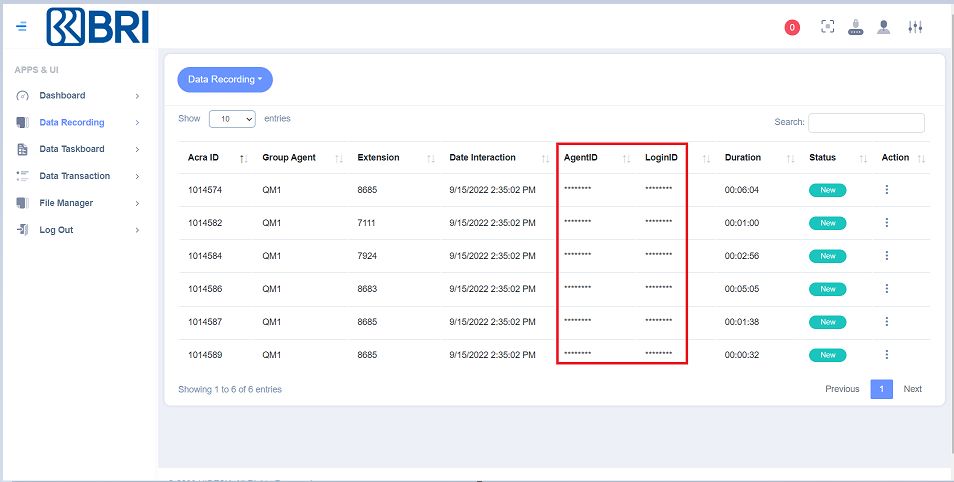 BRI
0
APPS & UI
Dashboard
Data Recording
Data Taskboard
Data Transaction
File Manager
Log Out
Data Recording
Show 10 entries
Search:
Acra ID Group Agent Extension Date Interaction AgentID LoginID Duration Status Action
1014574 QM1 8685 9/15/2022 2:35:02 PM ******** ******** 00:06:04 New
1014582 QM1 7111 9/15/2022 2:35:02 PM ******** ******** 00:01:00 New
1014584 QM1 7924 9/15/2022 2:35:02 PM ******** ******** 00:02:56 New
1014586 QM1 8683 9/15/2022 2:35:02 PM ******** ******** 00:05:05 New
1014587 QM1 8685 9/15/2022 2:35:02 PM ******** ******** 00:01:38 New
1014589 QM1 8685 9/15/2022 2:35:02 PM ******** ******** 00:00:32 New
Showing 1 to 6 of 6 entries
Previous 1 Next